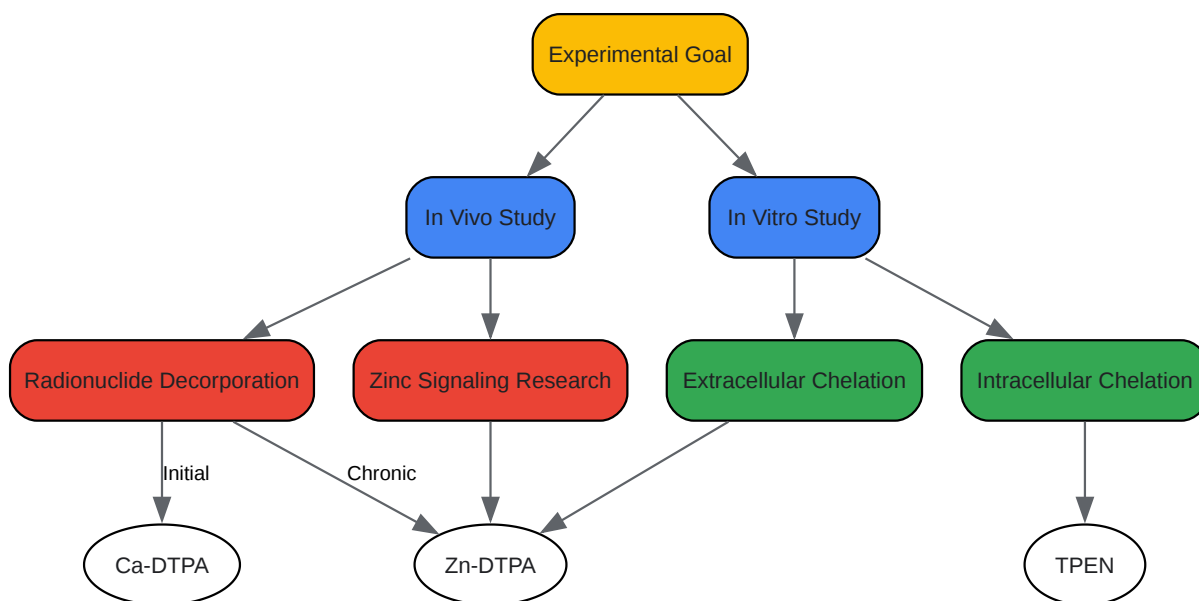 Experimental Goal
In Vivo Study
In Vitro Study
Radionuclide Decorporation
Zinc Signaling Research
Extracellular Chelation
Intracellular Chelation
Initial
Chronic
Ca-DTPA
Zn-DTPA
TPEN